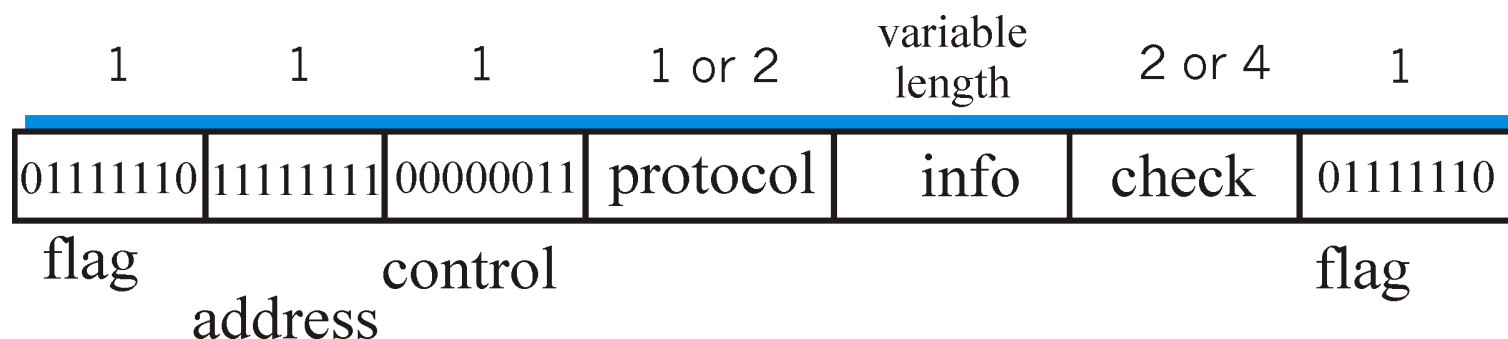 1 1 1 1 or 2 variable length 2 or 4 1
01111110 11111111 00000011 protocol info check 01111110
flag control flag
address